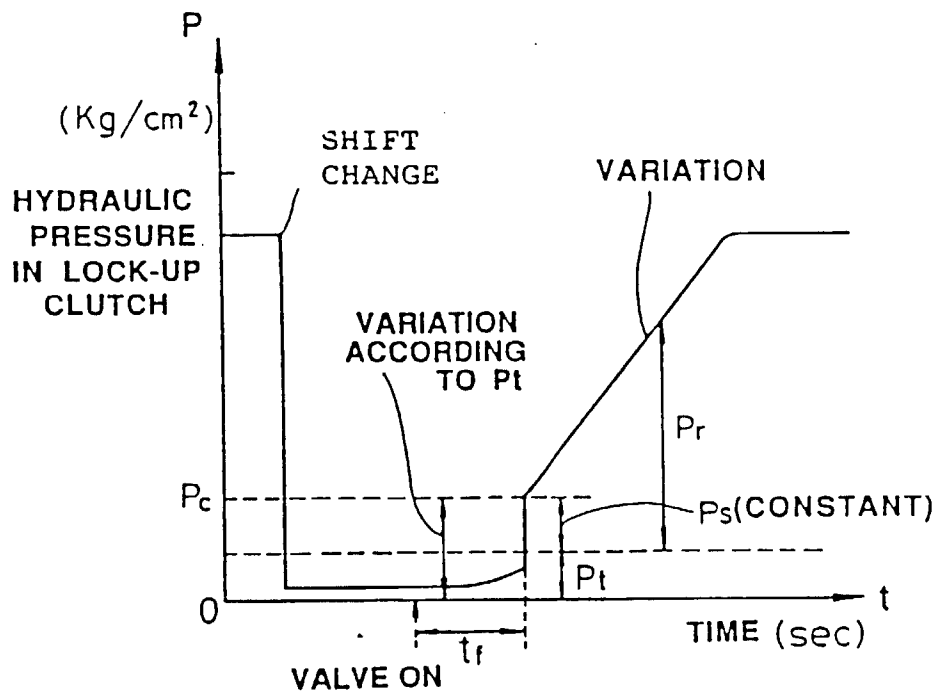 P
(Kg/cm²)
HYDRAULIC
PRESSURE
IN LOCK-UP
CLUTCH
SHIFT
CHANGE
VARIATION
VARIATION
ACCORDING
TO Pt
Pr
Pc
Ps(CONSTANT)
Pt
0
t
tf
TIME (sec)
VALVE ON